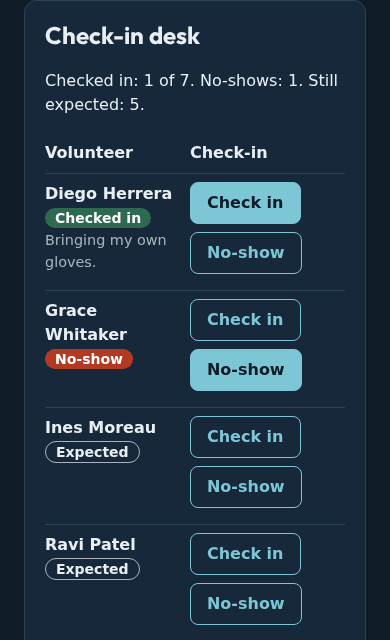 Check-in desk
Checked in: 1 of 7. No-shows: 1. Still
expected: 5.
Volunteer Check-in
Diego Herrera
Checked in
Bringing my own
gloves.
Check in
No-show
Grace
Whitaker
No-show
Check in
No-show
Ines Moreau
Expected
Check in
No-show
Ravi Patel
Expected
Check in
No-show